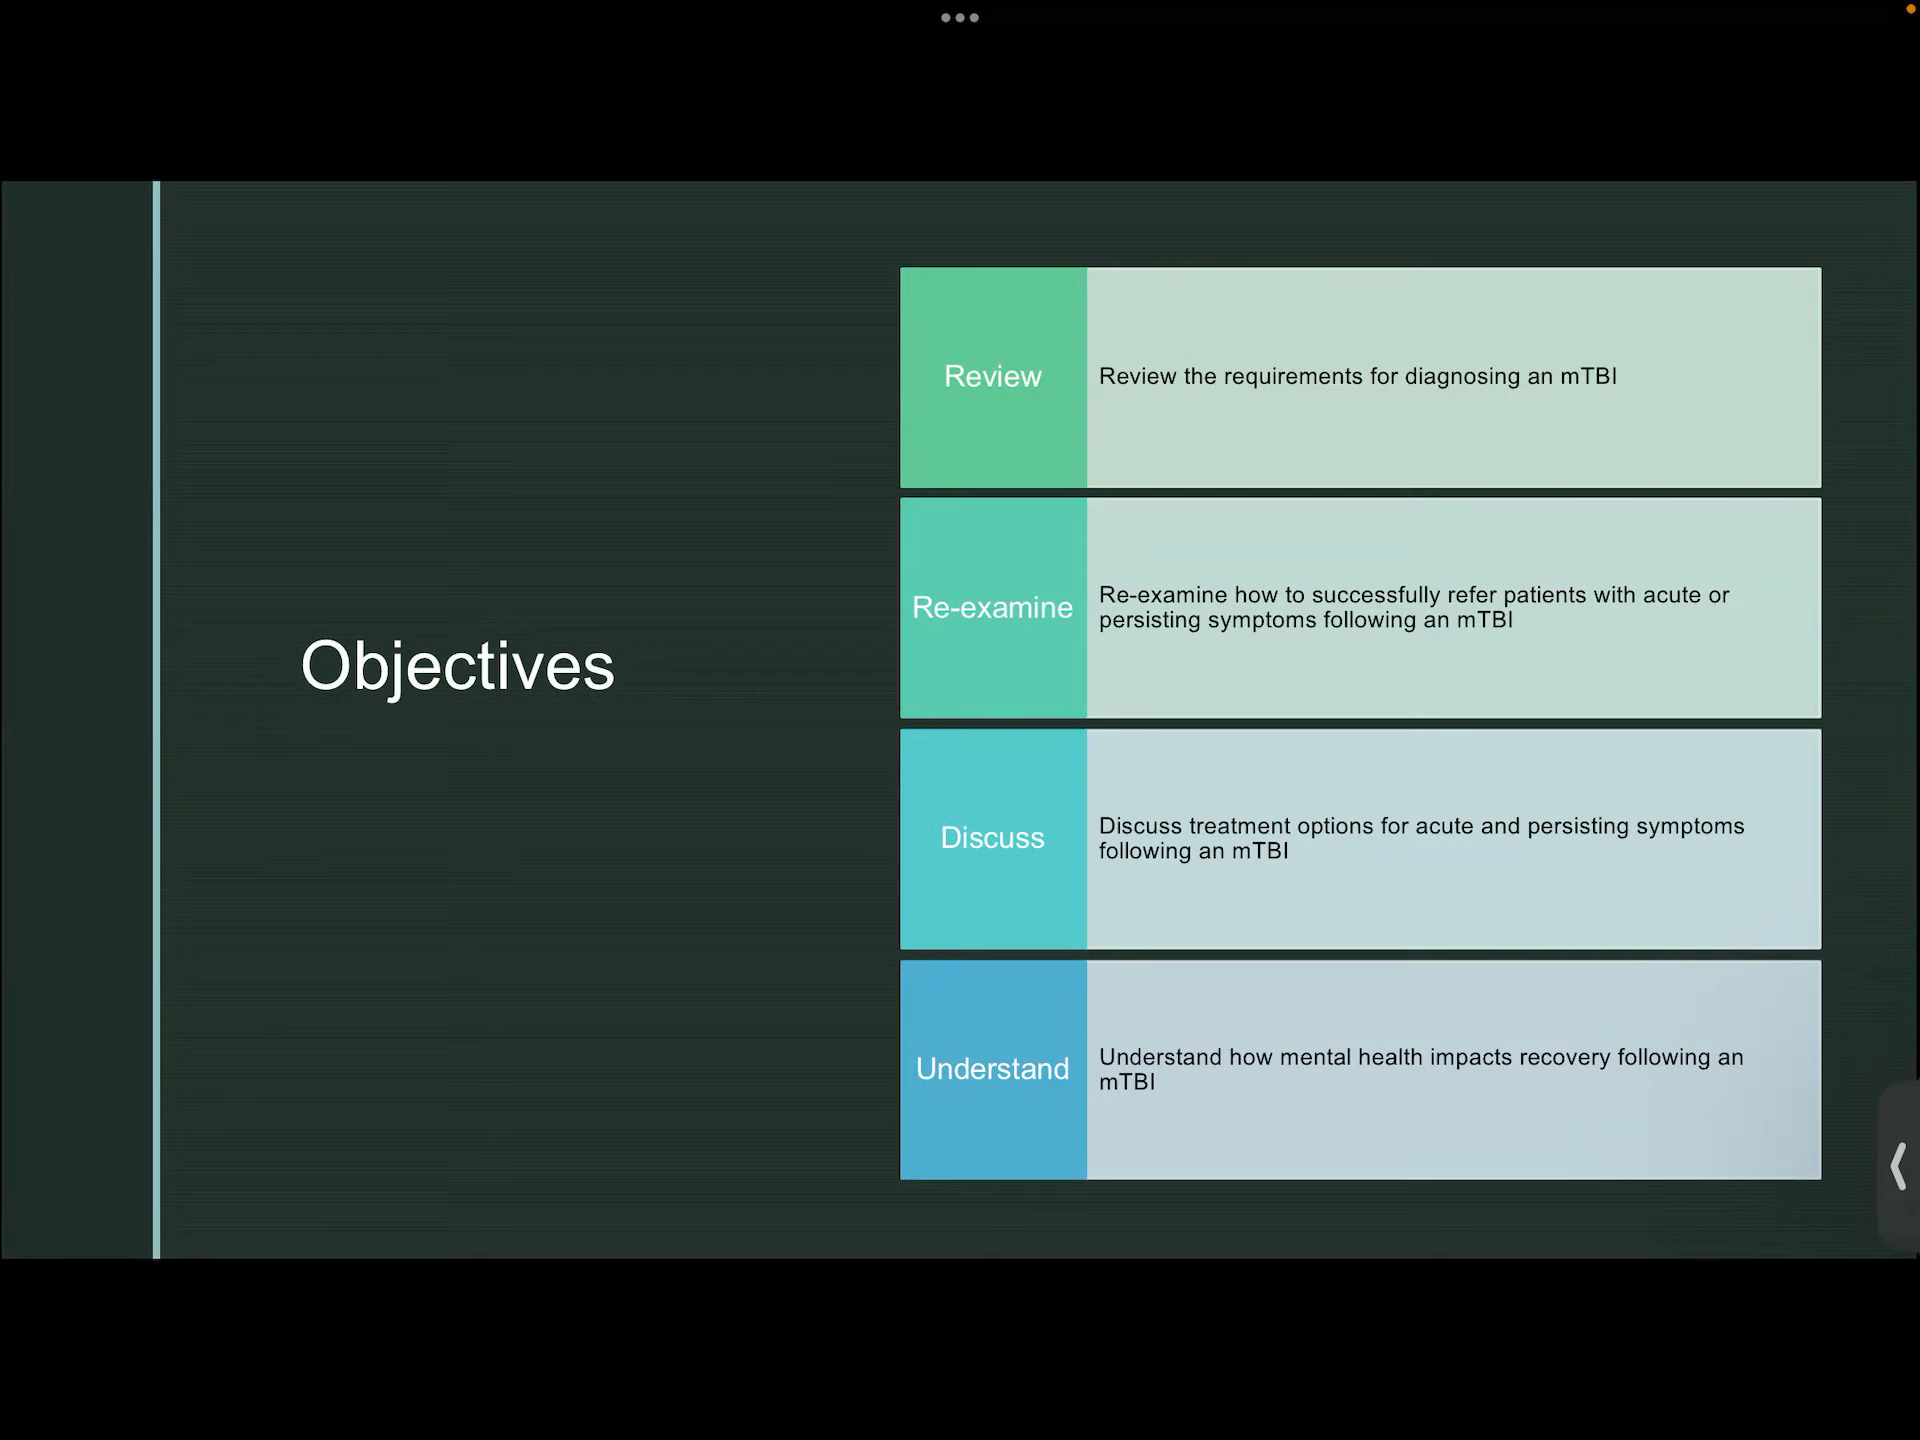 Objectives
Review
Review the requirements for diagnosing an mTBI
Re-examine
Re-examine how to successfully refer patients with acute or
persisting symptoms following an mTBI
Discuss
Discuss treatment options for acute and persisting symptoms
following an mTBI
Understand
Understand how mental health impacts recovery following an
mTBI